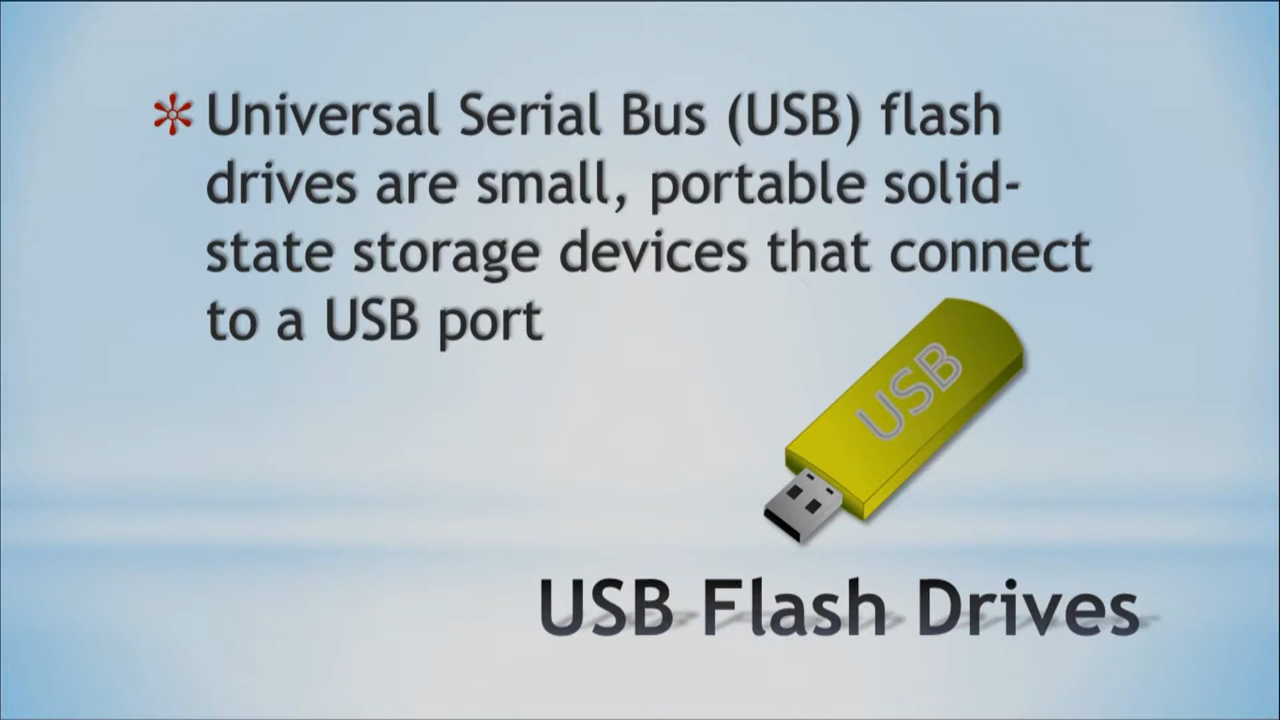 Universal Serial Bus (USB) flash
drives are small, portable solid-
state storage devices that connect
to a USB port
USB
USB Flash Drives